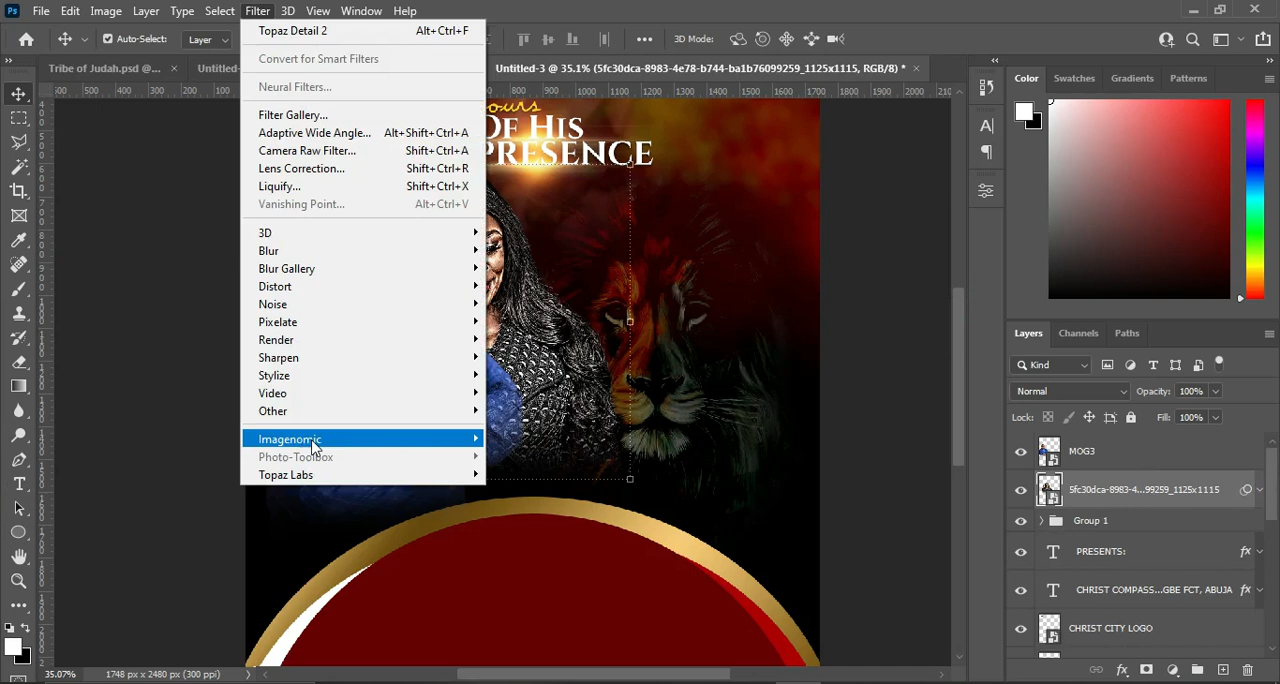 Ps File Edit Image Layer Type Select Filter 3D View Window Help
Auto-Select: Layer
3D Mode:
Tribe of Judah.psd @... × Untitled-
Untitled-3 @ 35.1% (5fc30dca-8983-4e78-b744-ba1b76099259_1125x1115, RGB/8) * ×
Topaz Detail 2 Alt+Ctrl+F
Convert for Smart Filters
Neural Filters...
Filter Gallery...
Adaptive Wide Angle... Alt+Shift+Ctrl+A
Camera Raw Filter... Shift+Ctrl+A
Lens Correction... Shift+Ctrl+R
Liquify... Shift+Ctrl+X
Vanishing Point... Alt+Ctrl+V
3D
Blur
Blur Gallery
Distort
Noise
Pixelate
Render
Sharpen
Stylize
Video
Other
Imagenomic
Photo-Toolbox
Topaz Labs
ours
Of His
Presence
Color Swatches Gradients Patterns
Layers Channels Paths
Kind
Normal Opacity: 100%
Lock: Fill: 100%
MOG3
5fc30dca-8983-4...99259_1125x1115
Group 1
PRESENTS: fx
CHRIST COMPASS...GBE FCT, ABUJA fx
CHRIST CITY LOGO
35.07% 1748 px x 2480 px (300 ppi)